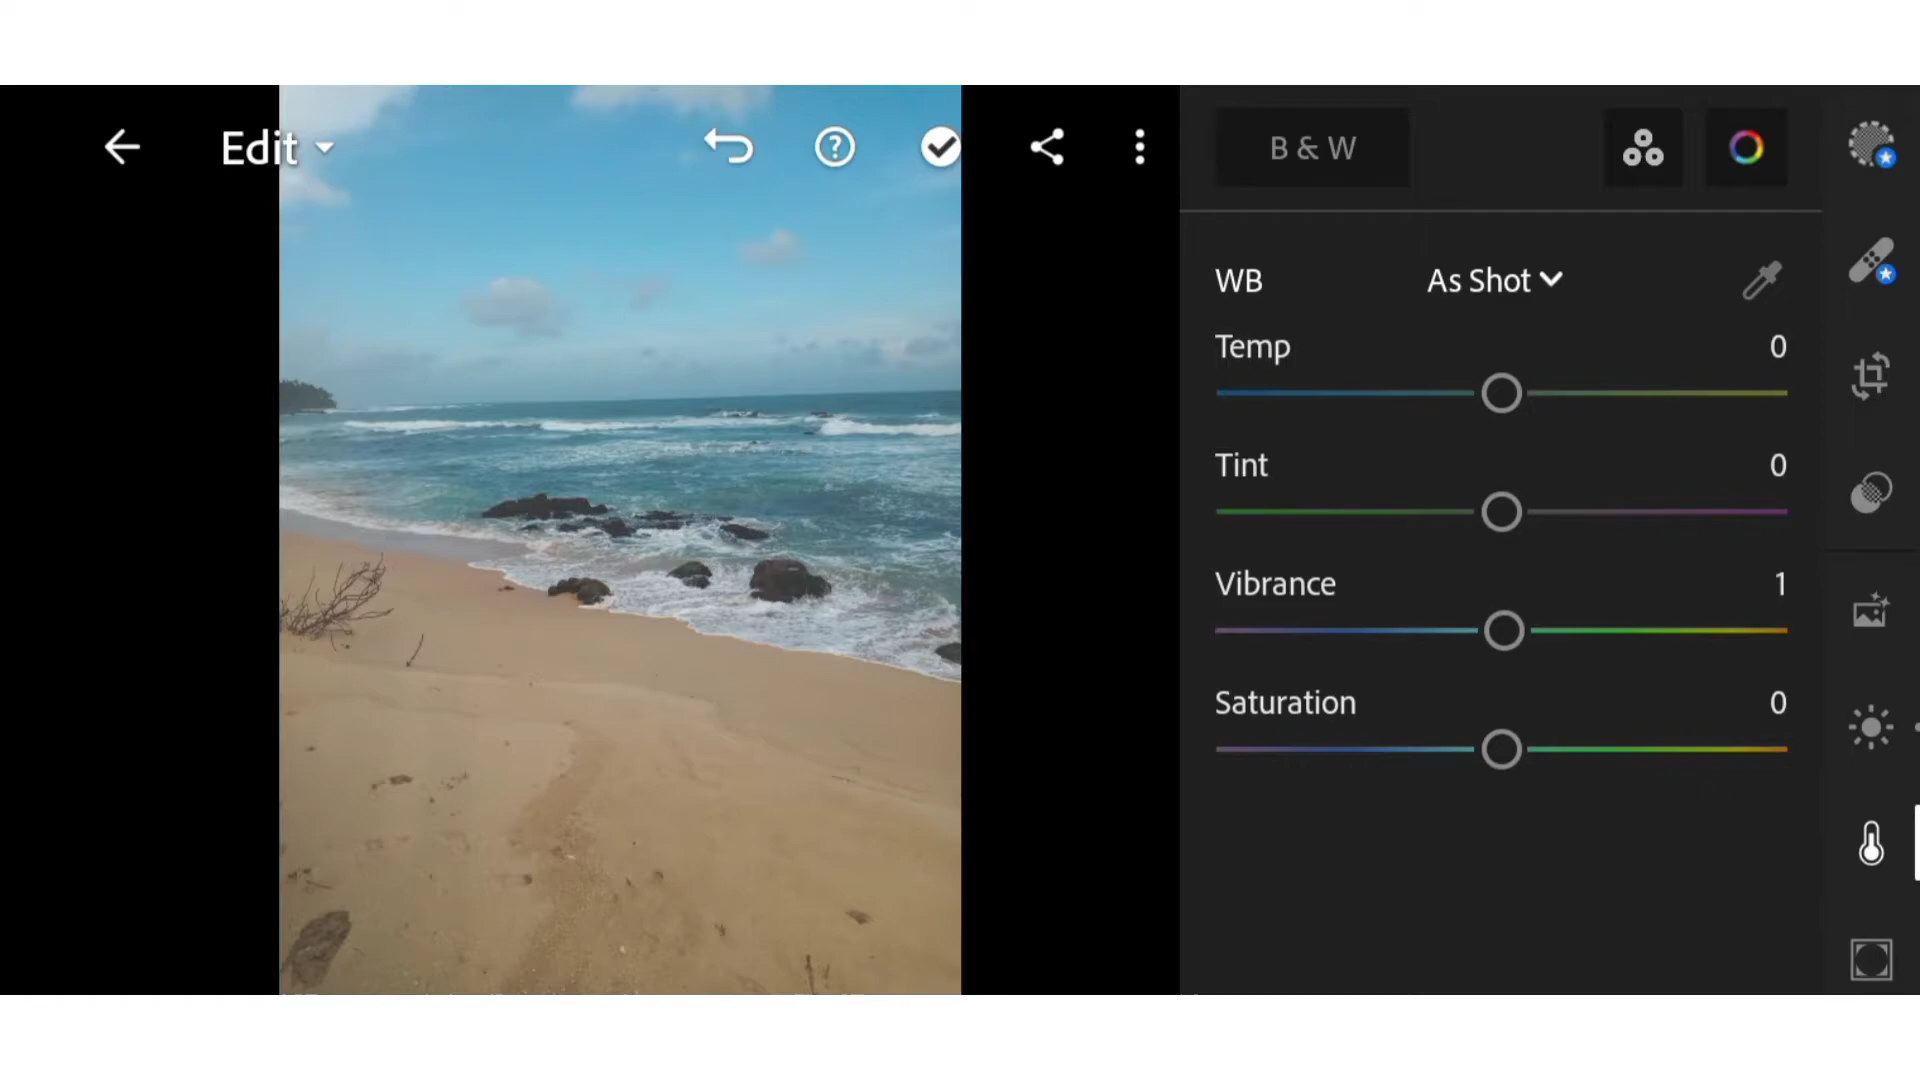 Edit
B & W
WB As Shot
Temp 0
Tint 0
Vibrance 1
Saturation 0